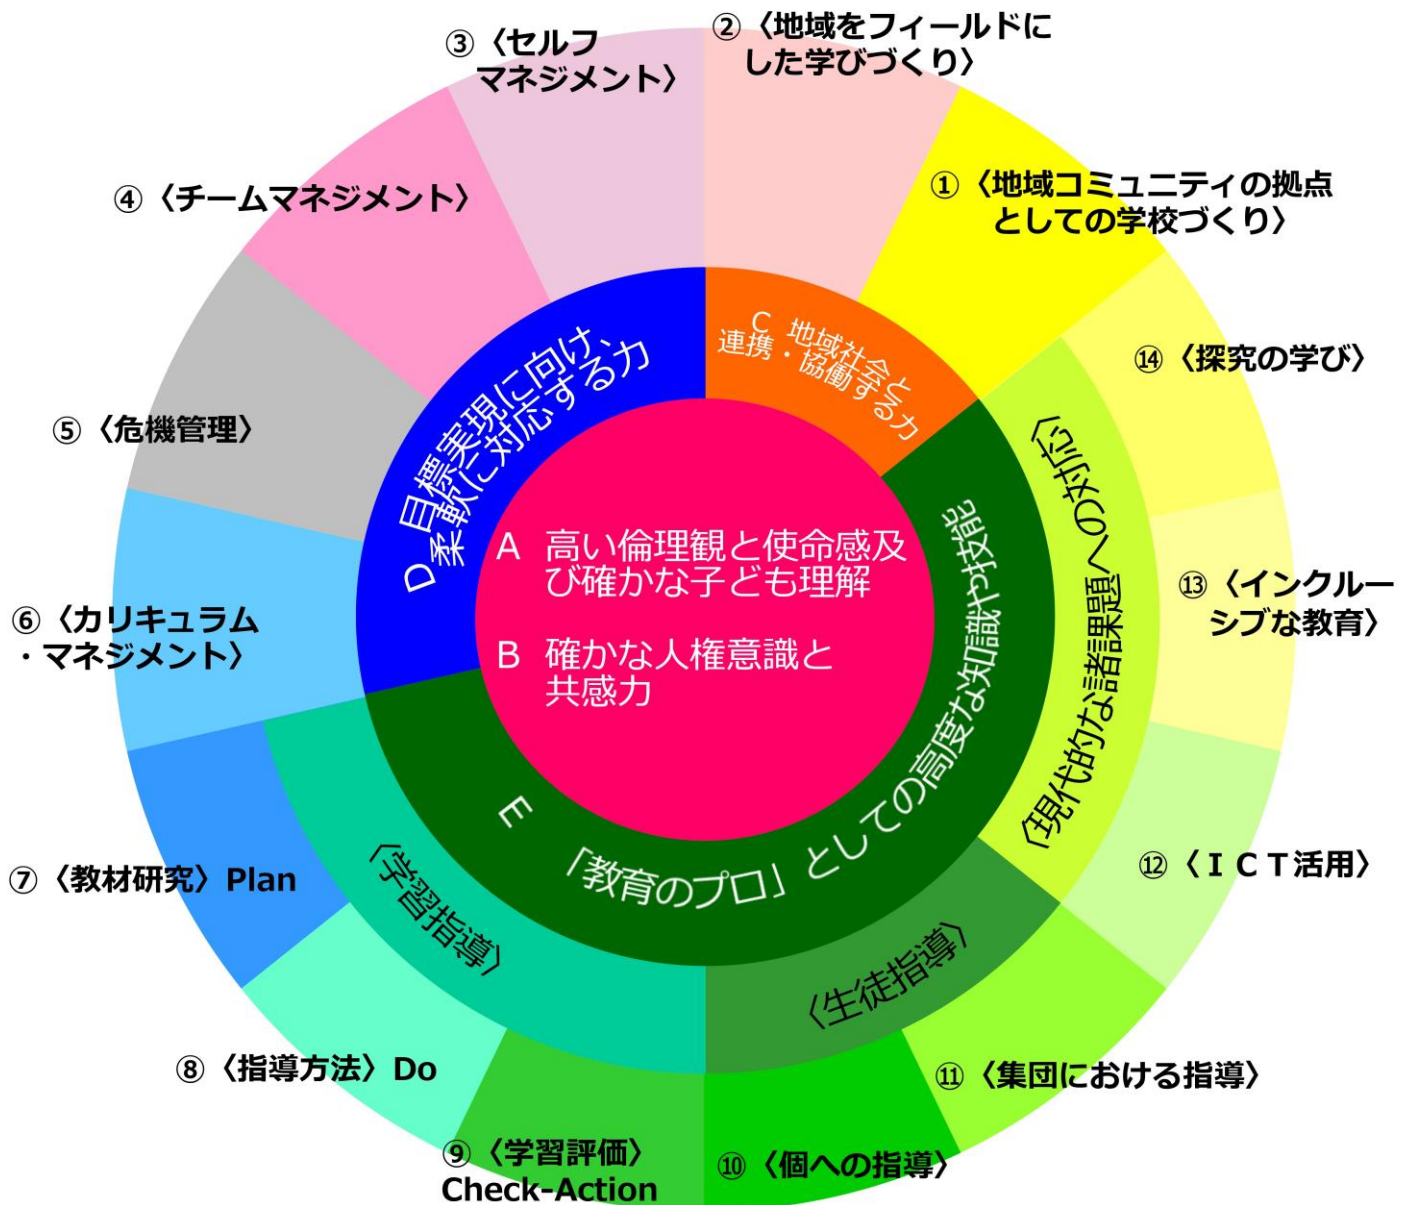 ③〈セルフ
マネジメント〉
②〈地域をフィールドに
した学びづくり〉
①〈地域コミュニティの拠点
としての学校づくり〉
④〈チームマネジメント〉
⑭〈探究の学び〉
⑤〈危機管理〉
⑬〈インクルー
シブな教育〉
⑥〈カリキュラム
・マネジメント〉
⑫〈ＩＣＴ活用〉
⑦〈教材研究〉Plan
⑪〈集団における指導〉
⑧〈指導方法〉Do
⑨〈学習評価〉
Check-Action
⑩〈個への指導〉
C 地域社会と
連携・協働する力
D 目標実現に向け、
柔軟に対応する力
A 高い倫理観と使命感及
び確かな子ども理解
B 確かな人権意識と
共感力
E 「教育のプロ」としての高度な知識や技能
〈現代的な諸課題への対応〉
〈学習指導〉
〈生徒指導〉